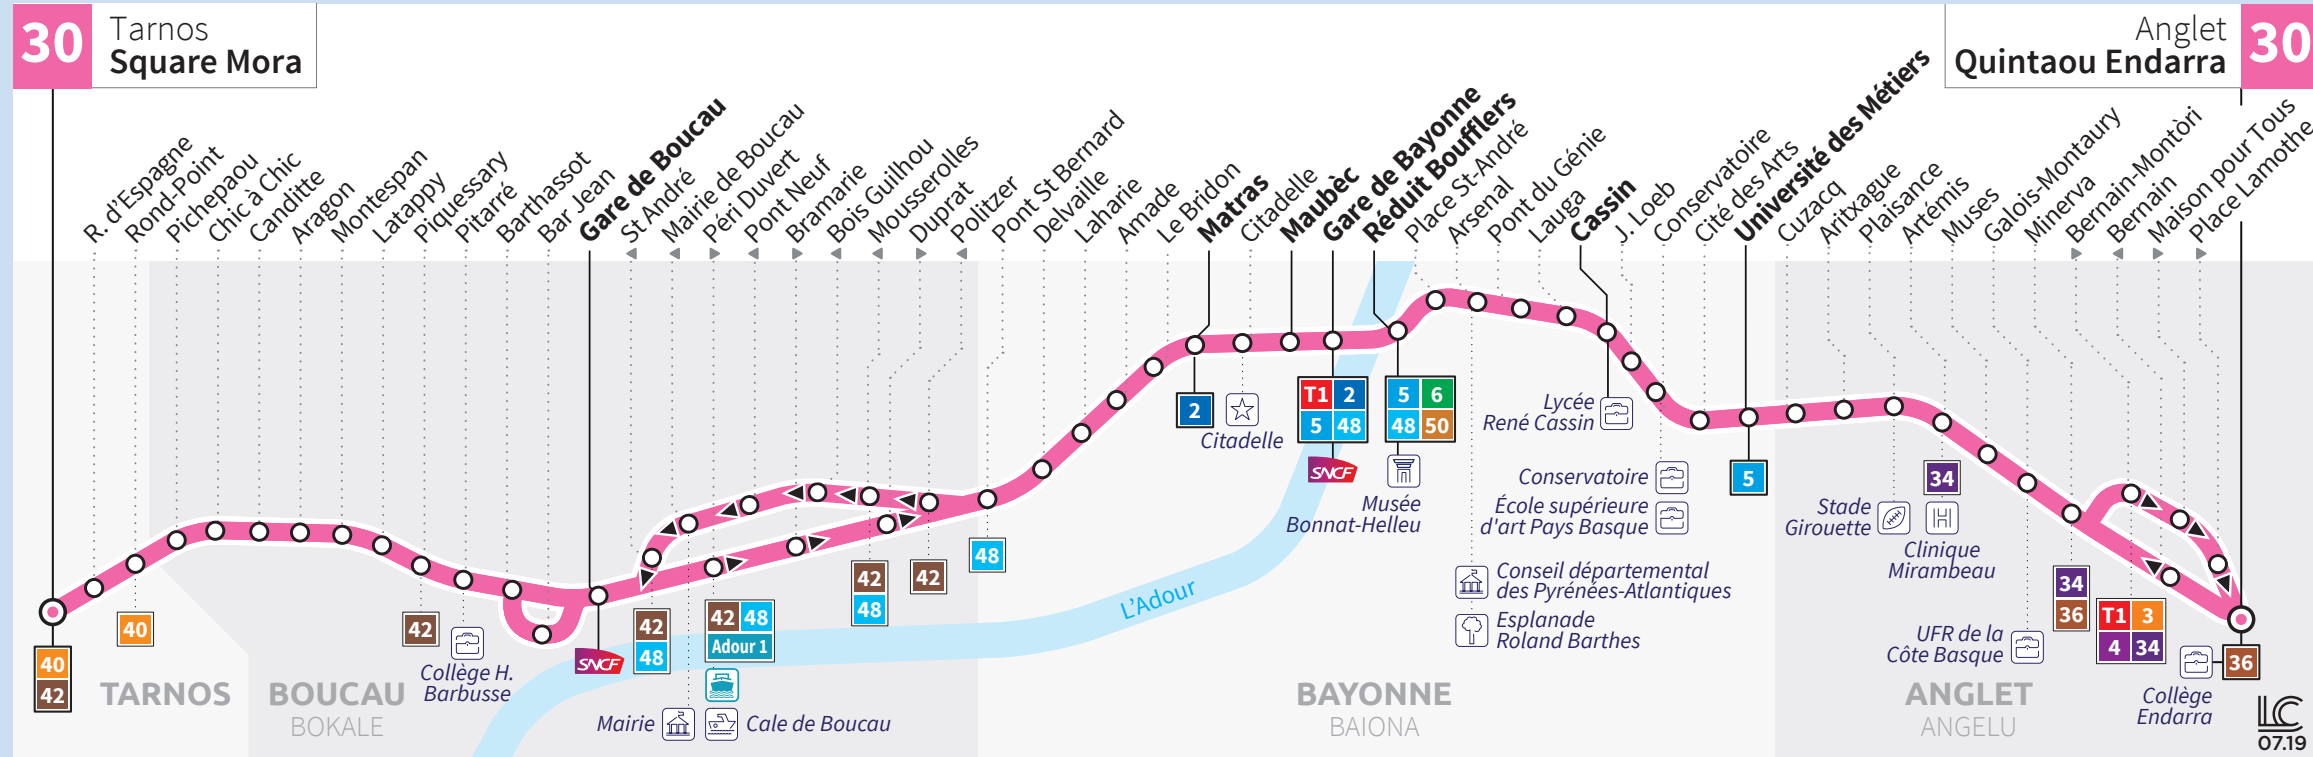 30
Tarnos
Square Mora
Anglet
Quintaou Endarra
30
R. d'Espagne
Rond-Point
Pichepaou
Chic à Chic
Canditte
Aragon
Montespan
Latappy
Piquessary
Pitarré
Barthassot
Bar Jean
Gare de Boucau
St André
Mairie de Boucau
Péri Duvert
Pont Neuf
Bramarie
Bois Guilhou
Mousserolles
Duprat
Politzer
Pont St Bernard
Delvaille
Laharie
Amade
Le Bridon
Matras
Citadelle
Maubèc
Gare de Bayonne
Réduit Boufflers
Place St-André
Arsenal
Pont du Génie
Lauga
Cassin
J. Loeb
Conservatoire
Cité des Arts
Université des Métiers
Cuzacq
Aritxague
Plaisance
Artémis
Muses
Galois-Montaury
Minerva
Bernain-Montòri
Bernain
Maison pour Tous
Place Lamothe
40
42
40
42
Collège H.
Barbusse
SNCF
42
48
42 48
Adour 1
Mairie
Cale de Boucau
42
48
42
48
2
Citadelle
T1 2
5 48
SNCF
5 6
48 50
Musée
Bonnat-Helleu
L'Adour
Lycée
René Cassin
Conservatoire
École supérieure
d'art Pays Basque
Conseil départemental
des Pyrénées-Atlantiques
Esplanade
Roland Barthes
5
Stade
Girouette
34
Clinique
Mirambeau
UFR de la
Côte Basque
34
36
T1 3
4 34
36
Collège
Endarra
TARNOS
BOUCAU
BOKALE
BAYONNE
BAIONA
ANGLET
ANGELU
LC
07.19